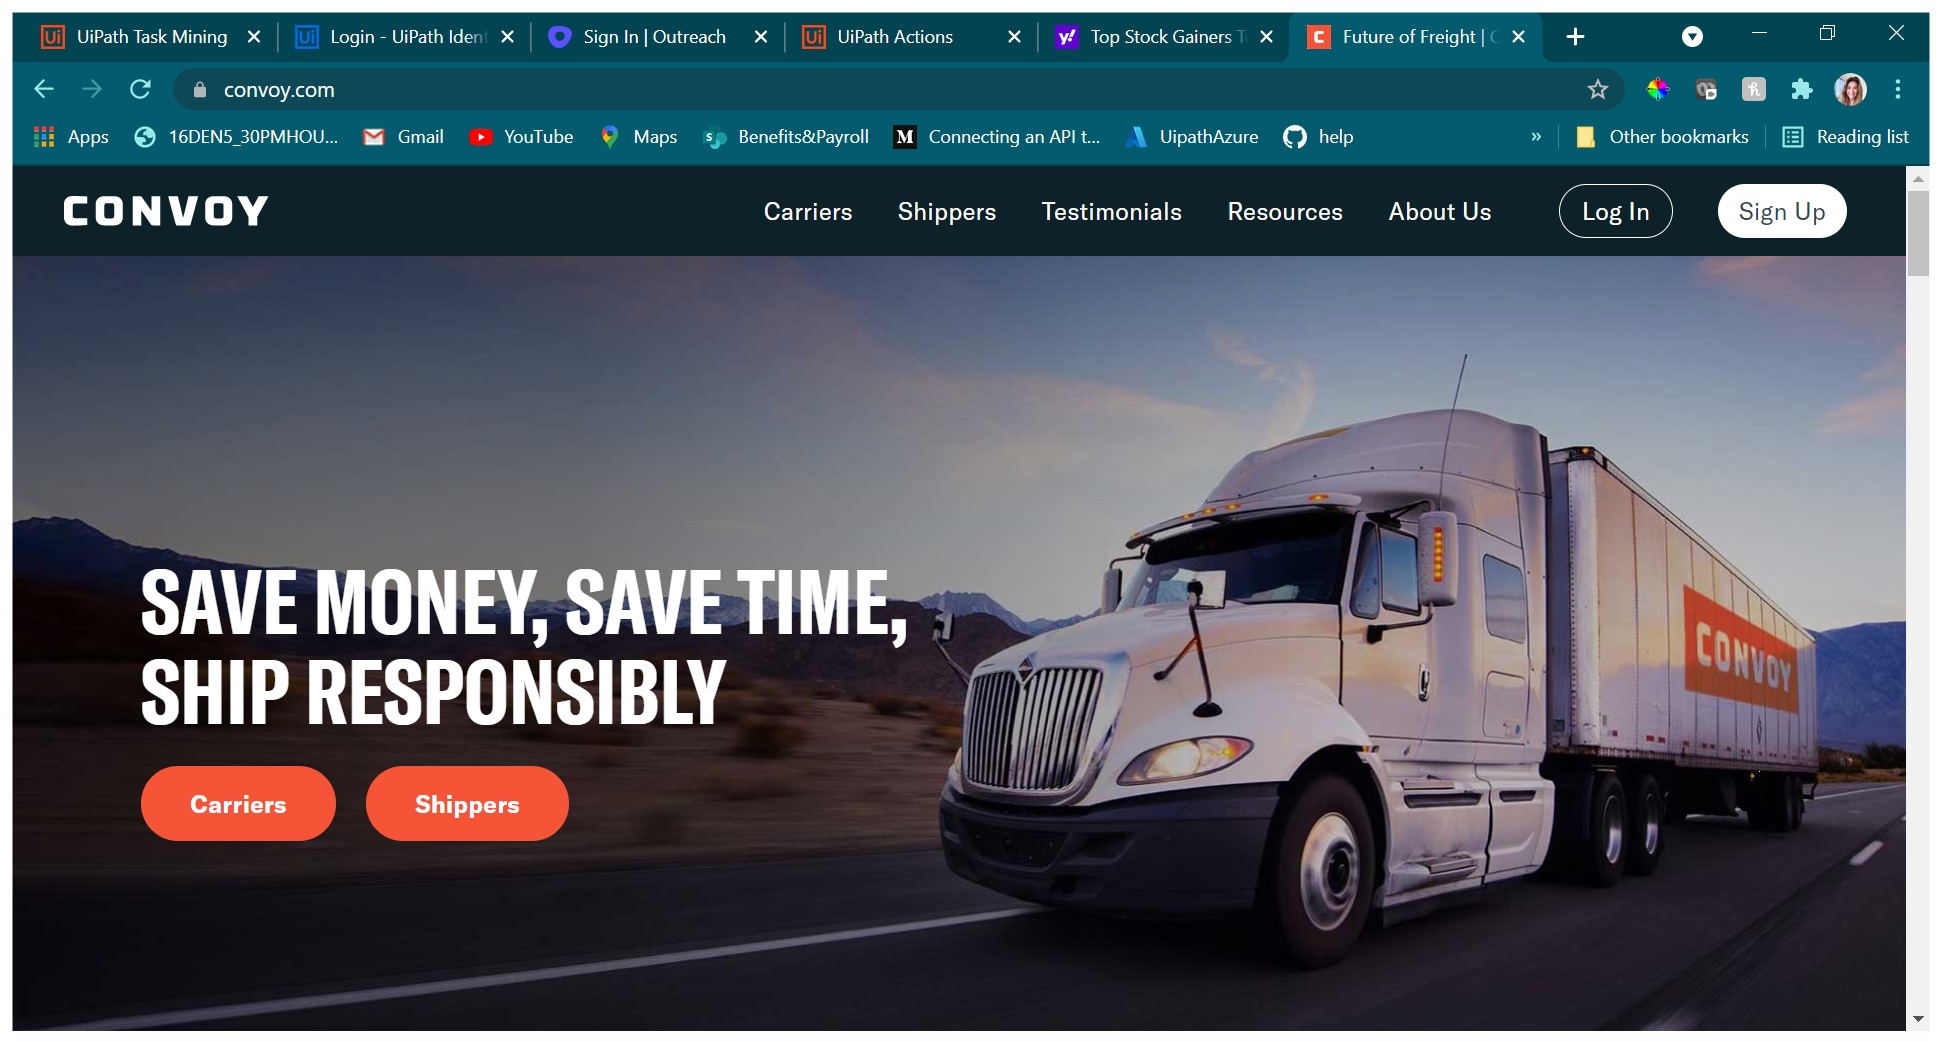 UiPath Task Mining
Login - UiPath Iden
Sign In | Outreach
UiPath Actions
Top Stock Gainers
Future of Freight |
convoy.com
Apps
16DEN5_30PMHOU...
Gmail
YouTube
Maps
Benefits&Payroll
Connecting an API t...
UipathAzure
help
»
Other bookmarks
Reading list
CONVOY
Carriers
Shippers
Testimonials
Resources
About Us
Log In
Sign Up
SAVE MONEY, SAVE TIME,
SHIP RESPONSIBLY
Carriers
Shippers
CONVOY